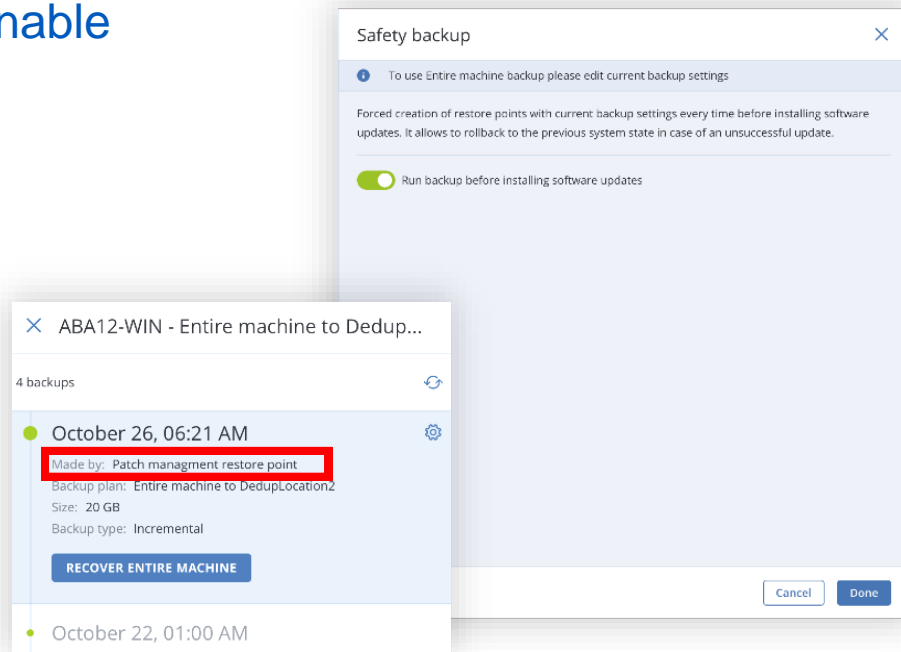 nable
Safety backup
To use Entire machine backup please edit current backup settings
Forced creation of restore points with current backup settings every time before installing software
updates. It allows to rollback to the previous system state in case of an unsuccessful update.
Run backup before installing software updates
Cancel Done
ABA12-WIN - Entire machine to Dedup...
4 backups
October 26, 06:21 AM
Made by: Patch managment restore point
Backup plan: Entire machine to DedupLocation2
Size: 20 GB
Backup type: Incremental
RECOVER ENTIRE MACHINE
October 22, 01:00 AM